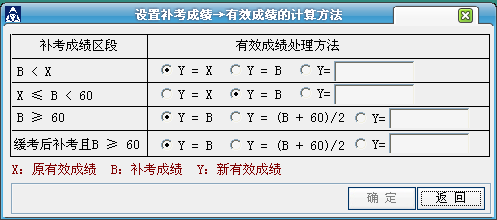 设置补考成绩→有效成绩的计算方法
补考成绩区段 有效成绩处理方法
B < X Y = X Y = B Y=
X ≤ B < 60 Y = X Y = B Y=
B ≥ 60 Y = B Y = (B + 60)/2 Y=
缓考后补考且B ≥ 60 Y = B Y = (B + 60)/2 Y=
X: 原有效成绩 B: 补考成绩 Y: 新有效成绩
确 定 返 回